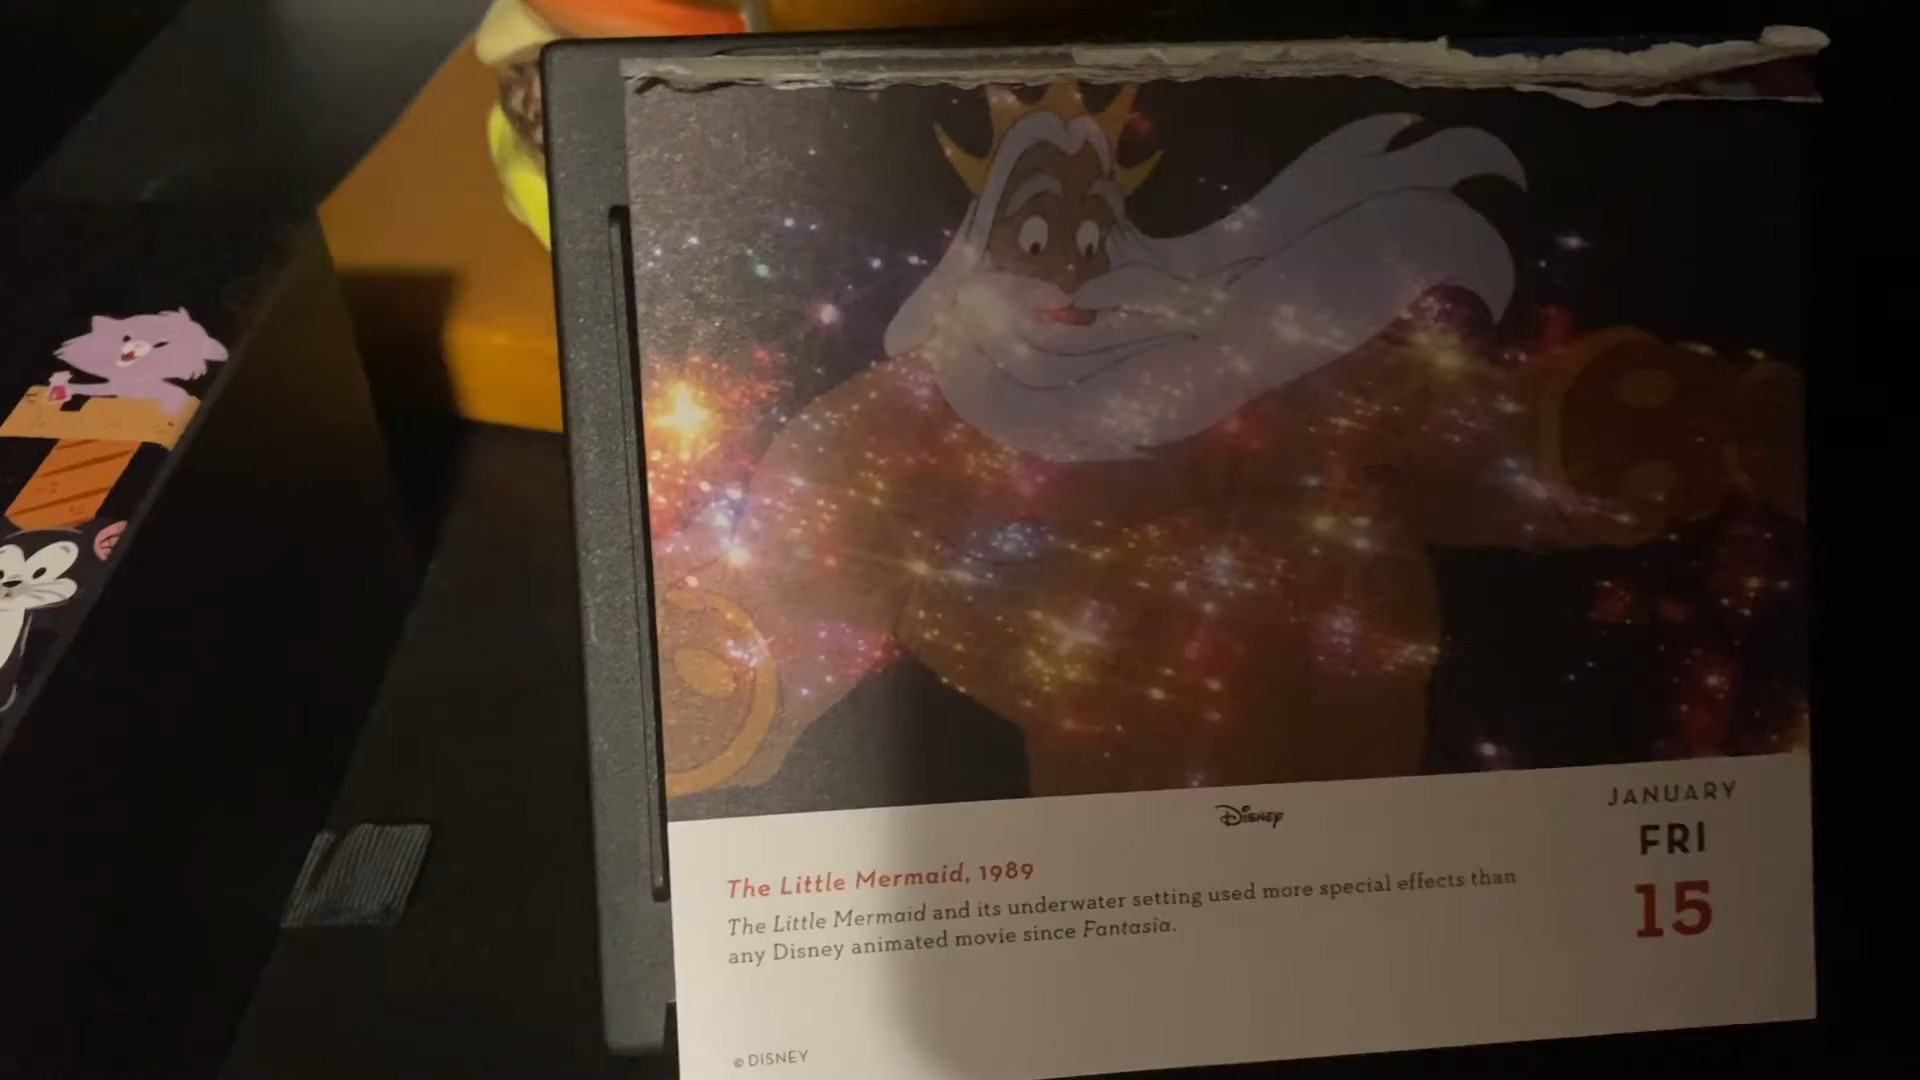 Disney
JANUARY
FRI
15
The Little Mermaid, 1989
The Little Mermaid and its underwater setting used more special effects than
any Disney animated movie since Fantasia.
© DISNEY